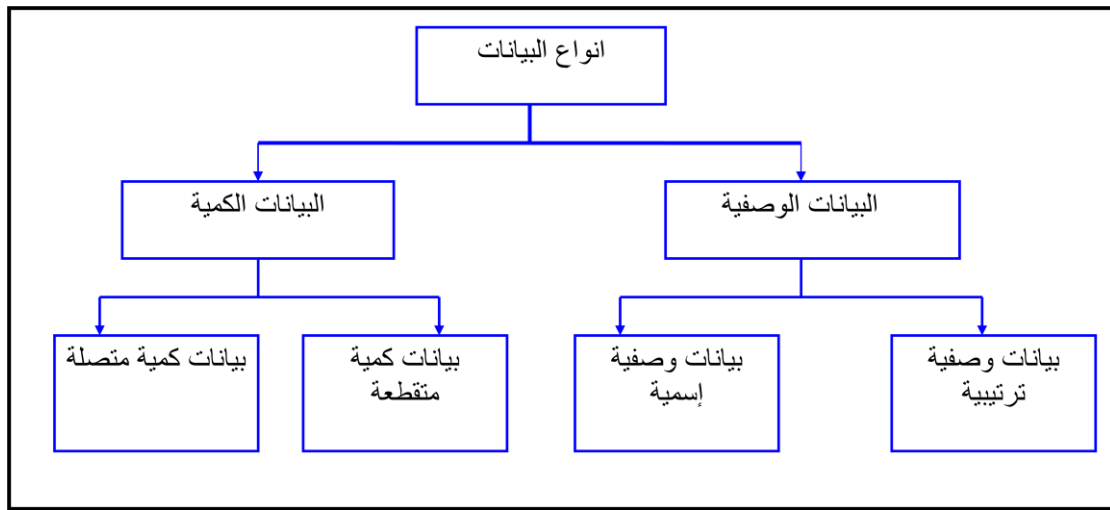 انواع البيانات
البيانات الوصفية
البيانات الكمية
بيانات وصفية
ترتيبية
بيانات وصفية
إسمية
بيانات كمية
متقطعة
بيانات كمية متصلة